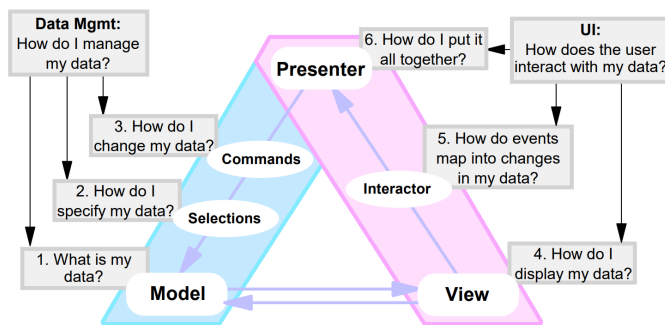 Data Mgmt:
How do I manage
my data?
UI:
How does the user
interact with my data?
6. How do I put it
all together?
Presenter
3. How do I
change my data?
Commands
5. How do events
map into changes
in my data?
Interactor
2. How do I
specify my data?
Selections
1. What is my
data?
4. How do I
display my data?
Model
View